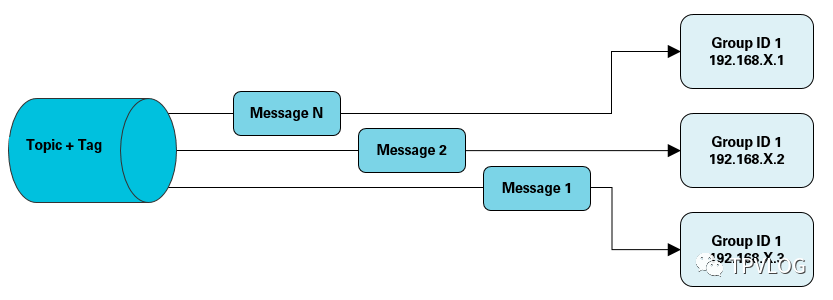 Group ID 1
192.168.X.1
Message N
Topic + Tag
Message 2
Group ID 1
192.168.X.2
Message 1
Group ID 1
192.168.X.3
TPVLOG